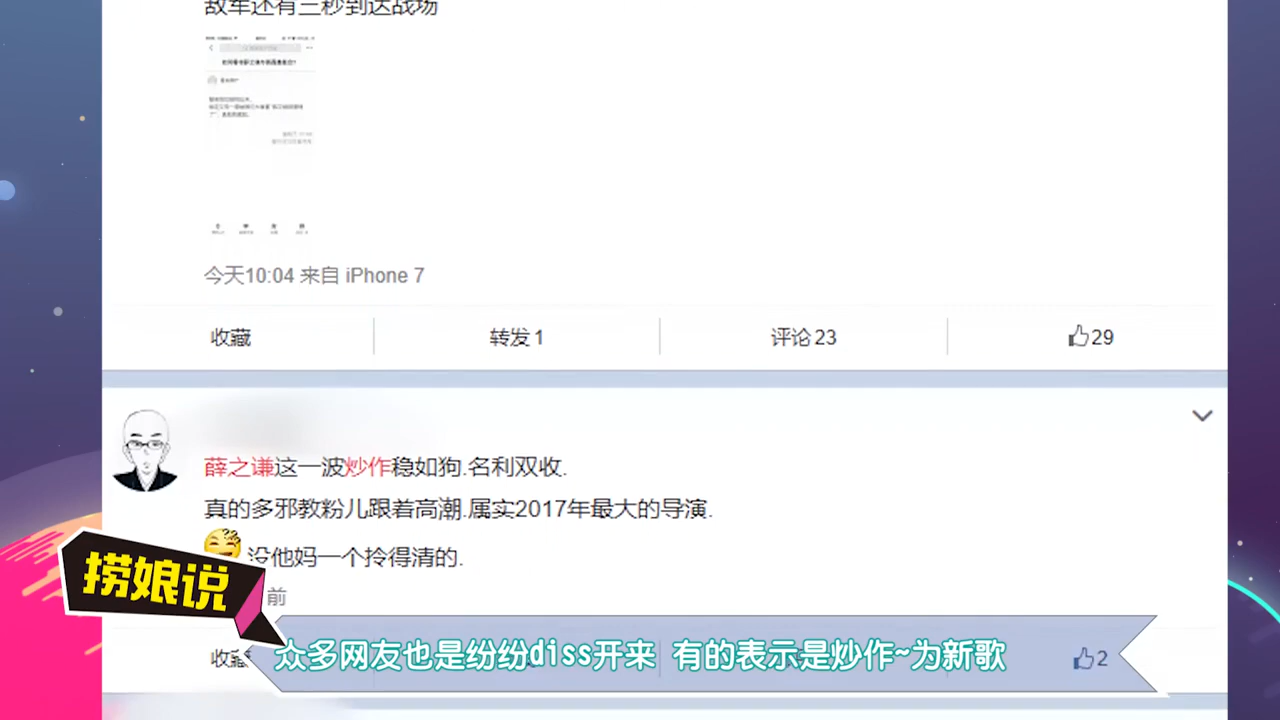 敌军还有三秒到达战场
今天10:04 来自 iPhone 7
收藏
转发1
评论23
29
薛之谦这一波炒作稳如狗.名利双收.
真的多邪教粉儿跟着高潮.属实2017年最大的导演.
没他妈一个拎得清的.
前
捞娘说
众多网友也是纷纷diss开来 有的表示是炒作~为新歌
收藏
2